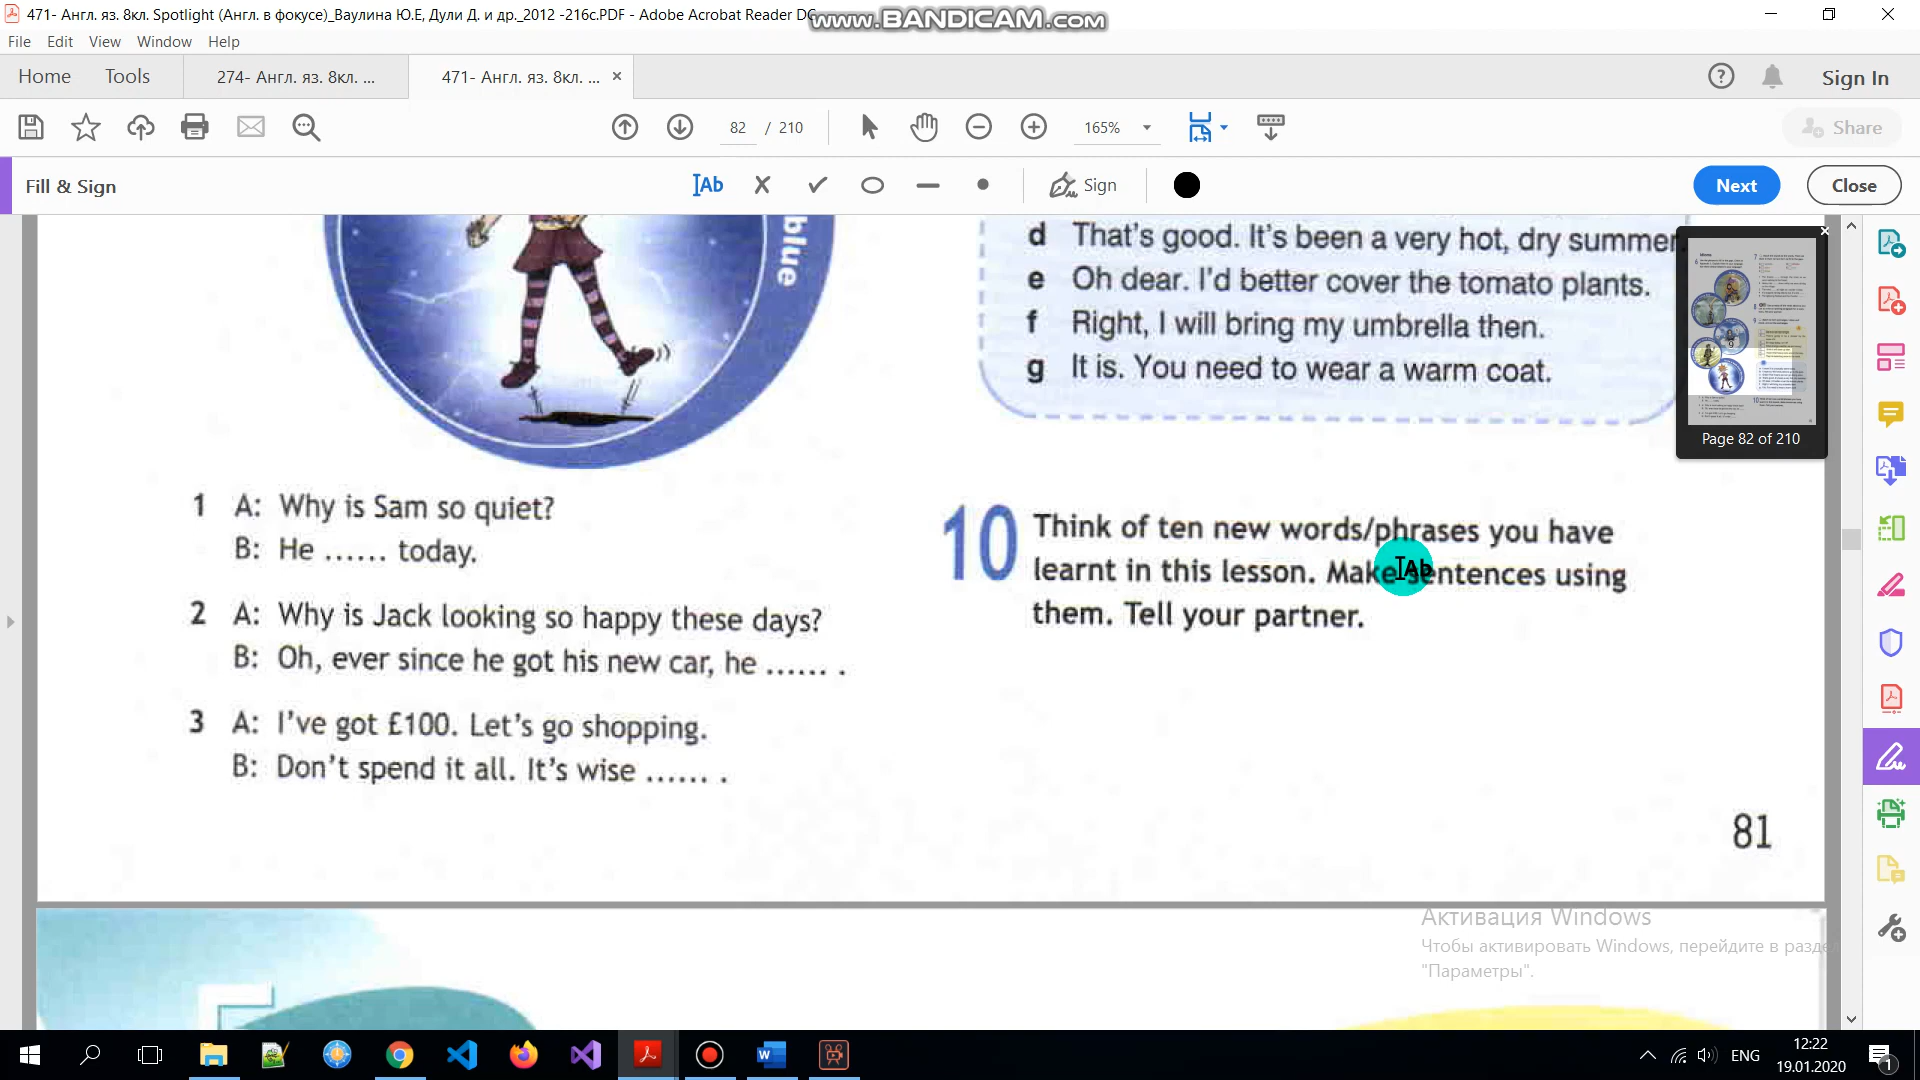 471- Англ. яз. 8кл. Spotlight (Англ. в фокусе)_Ваулина Ю.Е, Дули Д. и др._2012 -216с.PDF - Adobe Acrobat Reader DC
www.BANDICAM.com
File Edit View Window Help
Home Tools 274- Англ. яз. 8кл. ... 471- Англ. яз. 8кл. ... Sign In
82 / 210 165% Share
Fill & Sign Ab Sign Next Close
blue
d That's good. It's been a very hot, dry summer
e Oh dear. I'd better cover the tomato plants.
f Right, I will bring my umbrella then.
g It is. You need to wear a warm coat.
Page 82 of 210
1 A: Why is Sam so quiet?
B: He ...... today.
2 A: Why is Jack looking so happy these days?
B: Oh, ever since he got his new car, he ...... .
3 A: I've got £100. Let's go shopping.
B: Don't spend it all. It's wise ...... .
10 Think of ten new words/phrases you have
learnt in this lesson. Make sentences using
them. Tell your partner.
81
Активация Windows
Чтобы активировать Windows, перейдите в разде
"Параметры".
ENG
12:22
19.01.2020
1